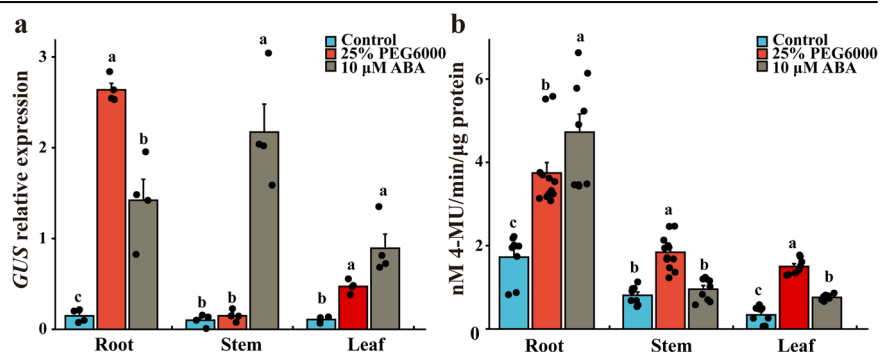 a
Control
25% PEG6000
10 μM ABA
GUS relative expression
3
2
1
0
a
b
c
b
b
a
b
a
a
Root
Stem
Leaf
b
Control
25% PEG6000
10 μM ABA
nM 4-MU/min/μg protein
6
4
2
0
c
b
a
b
a
b
c
a
b
Root
Stem
Leaf